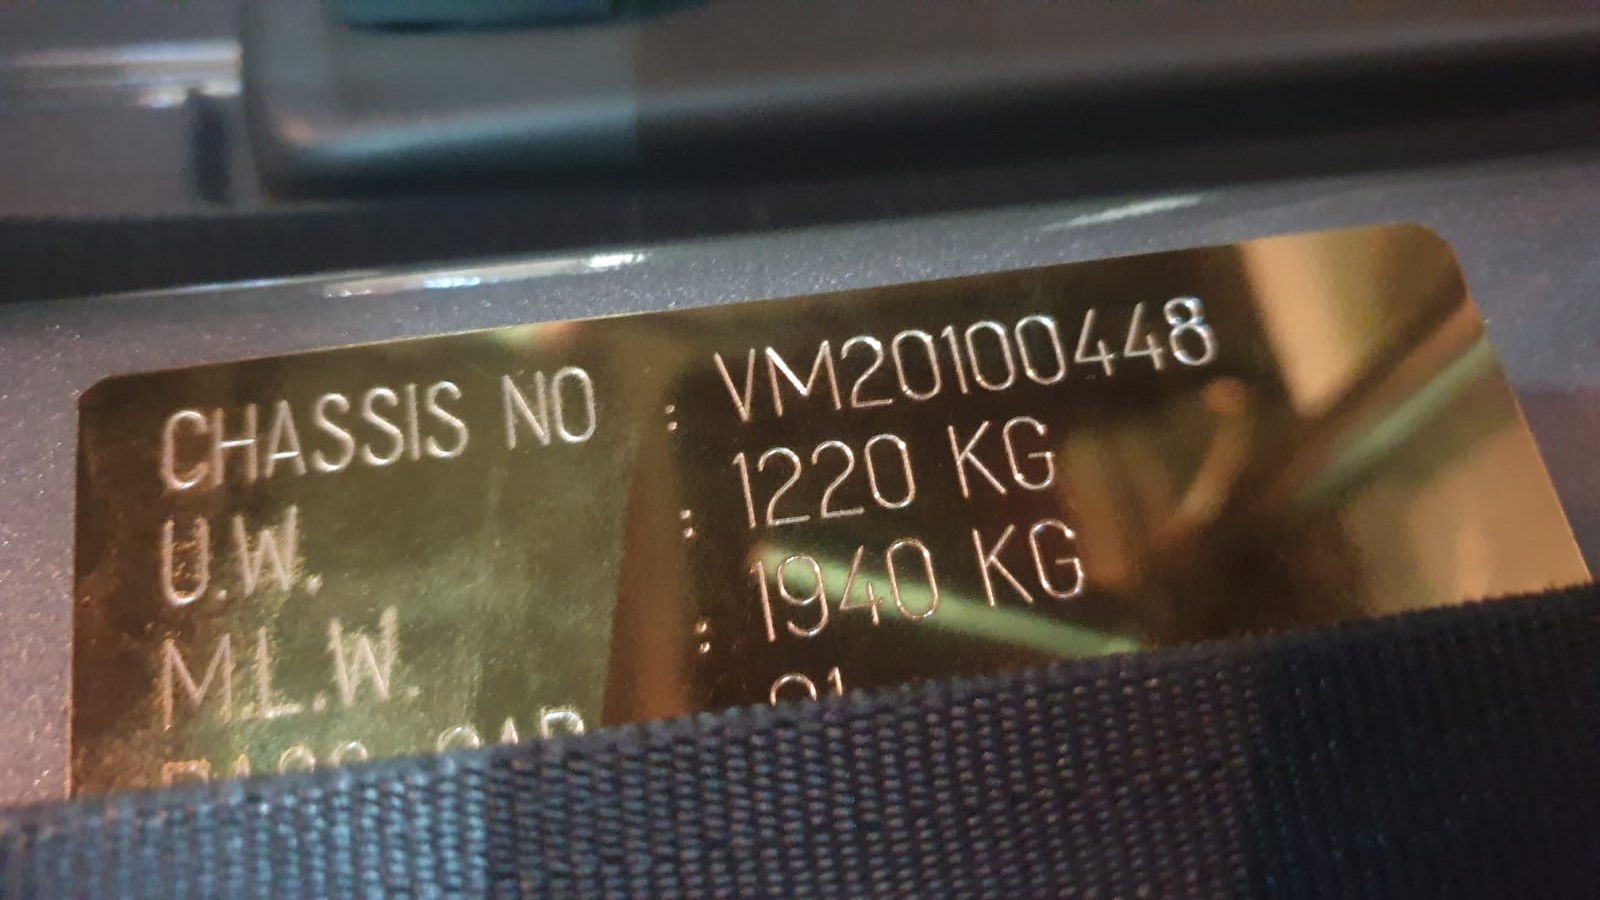 CHASSIS NO : VM20100448
U.W. : 1220 KG
M.L.W. : 1940 KG